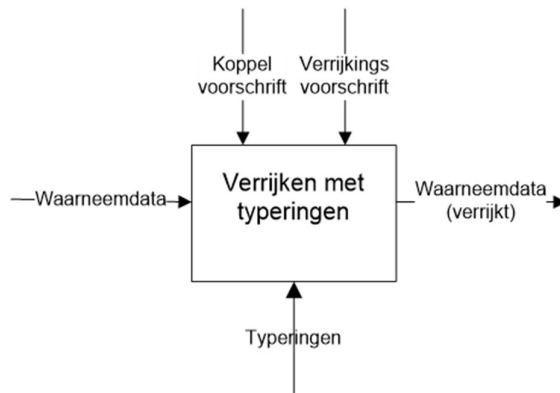 Koppel
voorschrift
Verrijkings
voorschrift
Verrijken met
typeringen
Waarneemdata
Waarneemdata
(verrijkt)
Typeringen